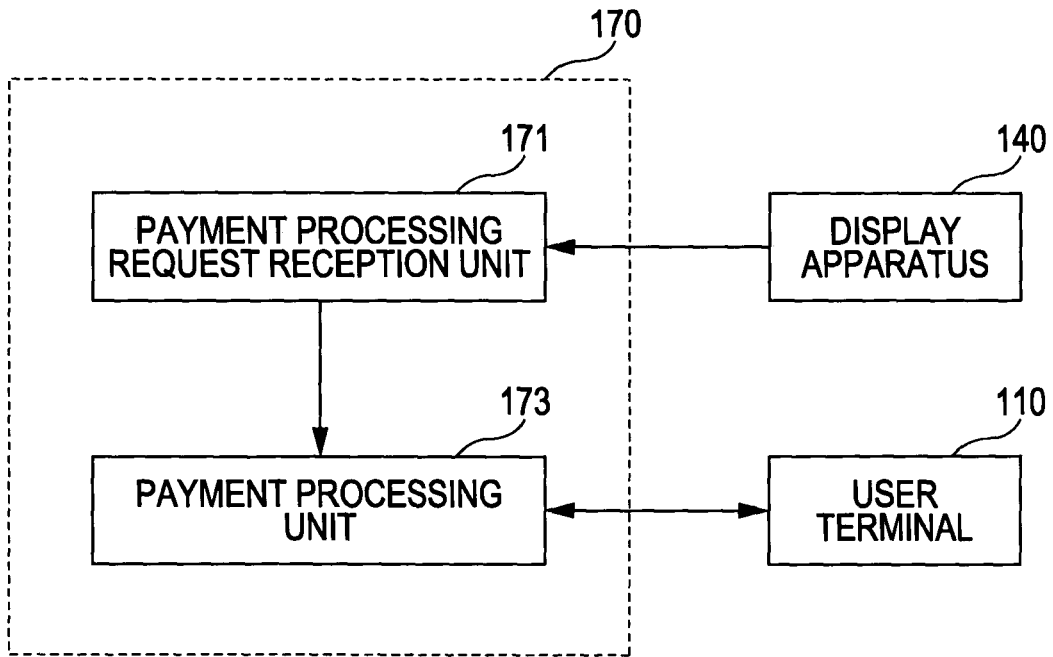 170
171
PAYMENT PROCESSING
REQUEST RECEPTION UNIT
140
DISPLAY
APPARATUS
173
PAYMENT PROCESSING
UNIT
110
USER
TERMINAL